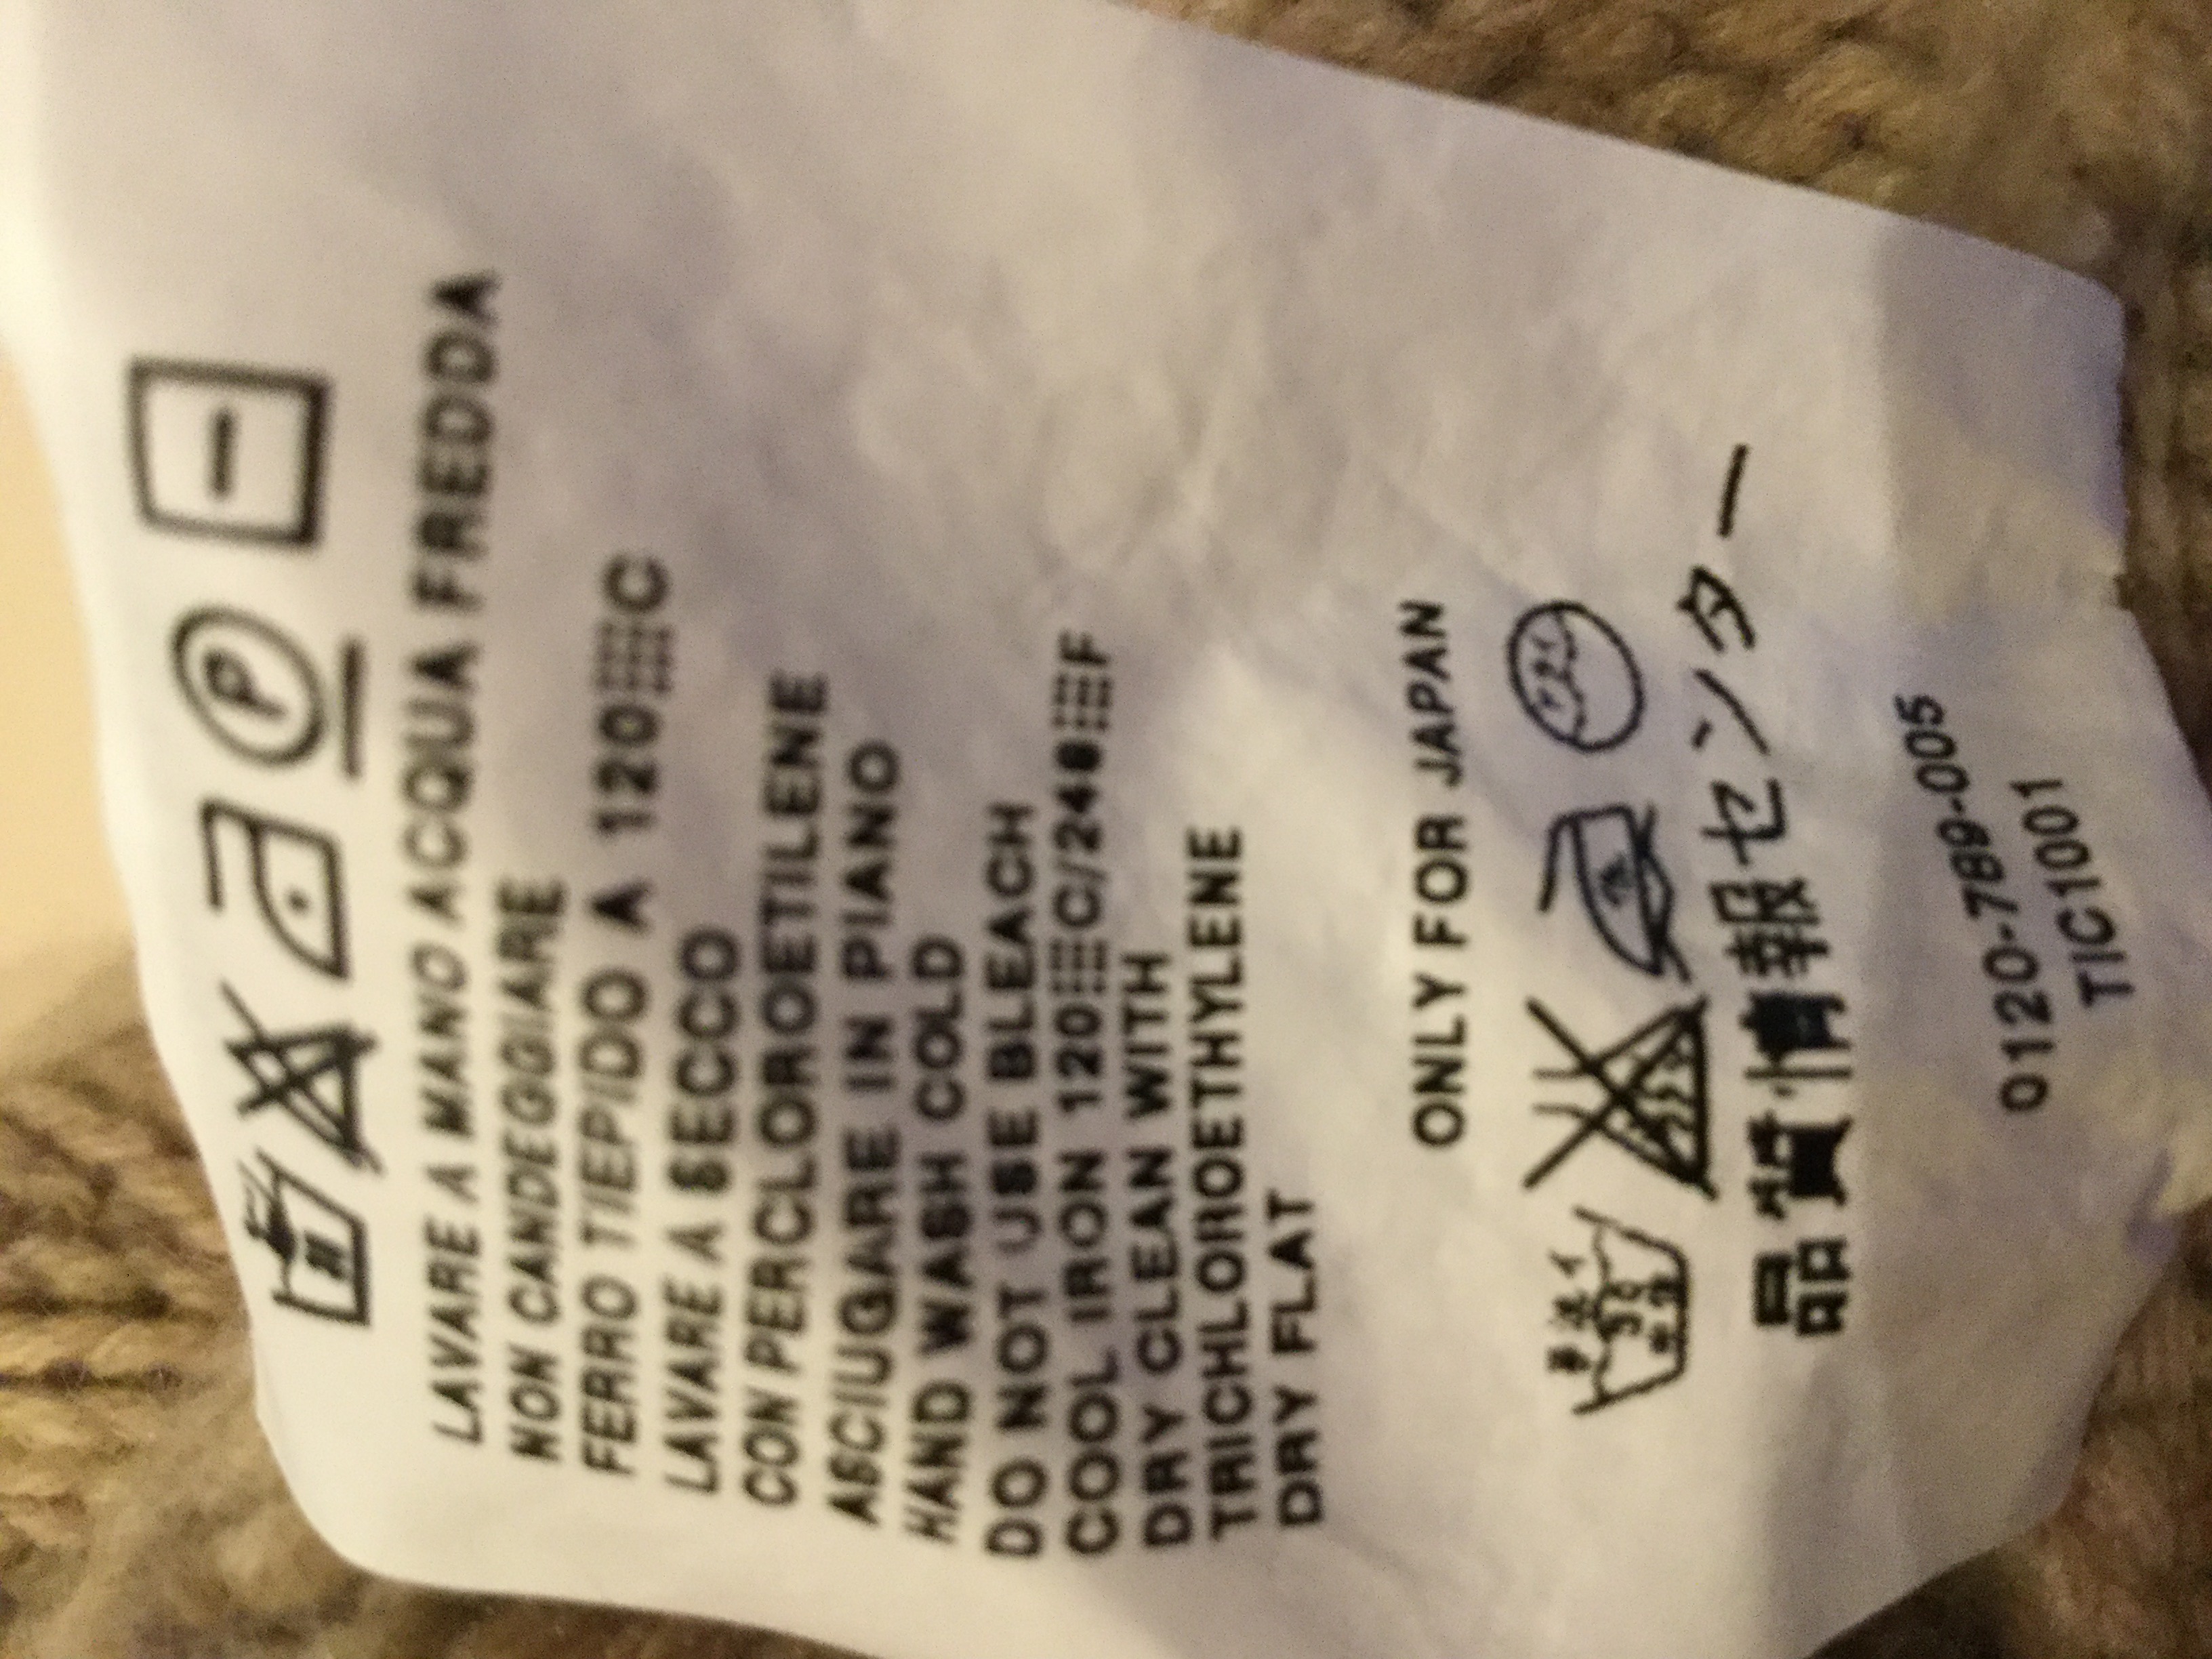 P
LAVARE A MANO ACQUA FREDDA
NON CANDEGGIARE
FERRO TIEPIDO A 120 C
LAVARE A SECCO
CON PERCLOROETILENE
ASCIUGARE IN PIANO
HAND WASH COLD
DO NOT USE BLEACH
COOL IRON 120 C/248 F
DRY CLEAN WITH
TRICHLOROETHYLENE
DRY FLAT
ONLY FOR JAPAN
品質情報センター
0120-789-005
TIC1001